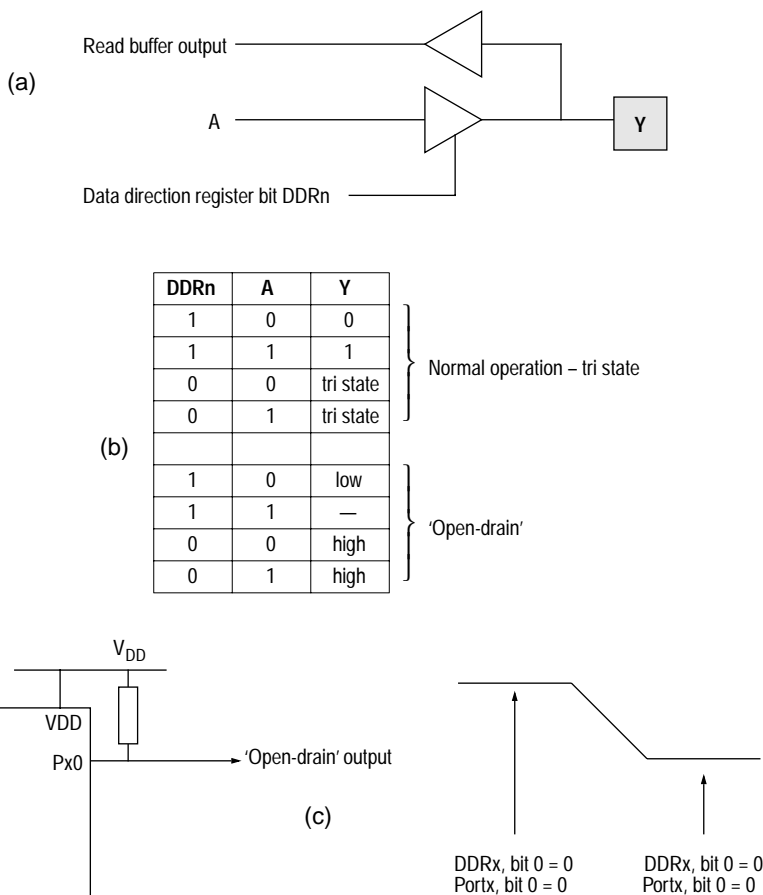 (a)
Read buffer output
A
Y
Data direction register bit DDRn
(b)
DDRn A Y
1 0 0
1 1 1
0 0 tri state
0 1 tri state
Normal operation – tri state
1 0 low
1 1 —
0 0 high
0 1 high
'Open-drain'
VDD
VDD
Px0
'Open-drain' output
(c)
DDRx, bit 0 = 0
Portx, bit 0 = 0
DDRx, bit 0 = 0
Portx, bit 0 = 0